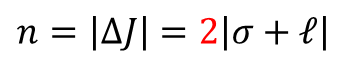 n = |ΔJ| = 2|σ + ℓ|